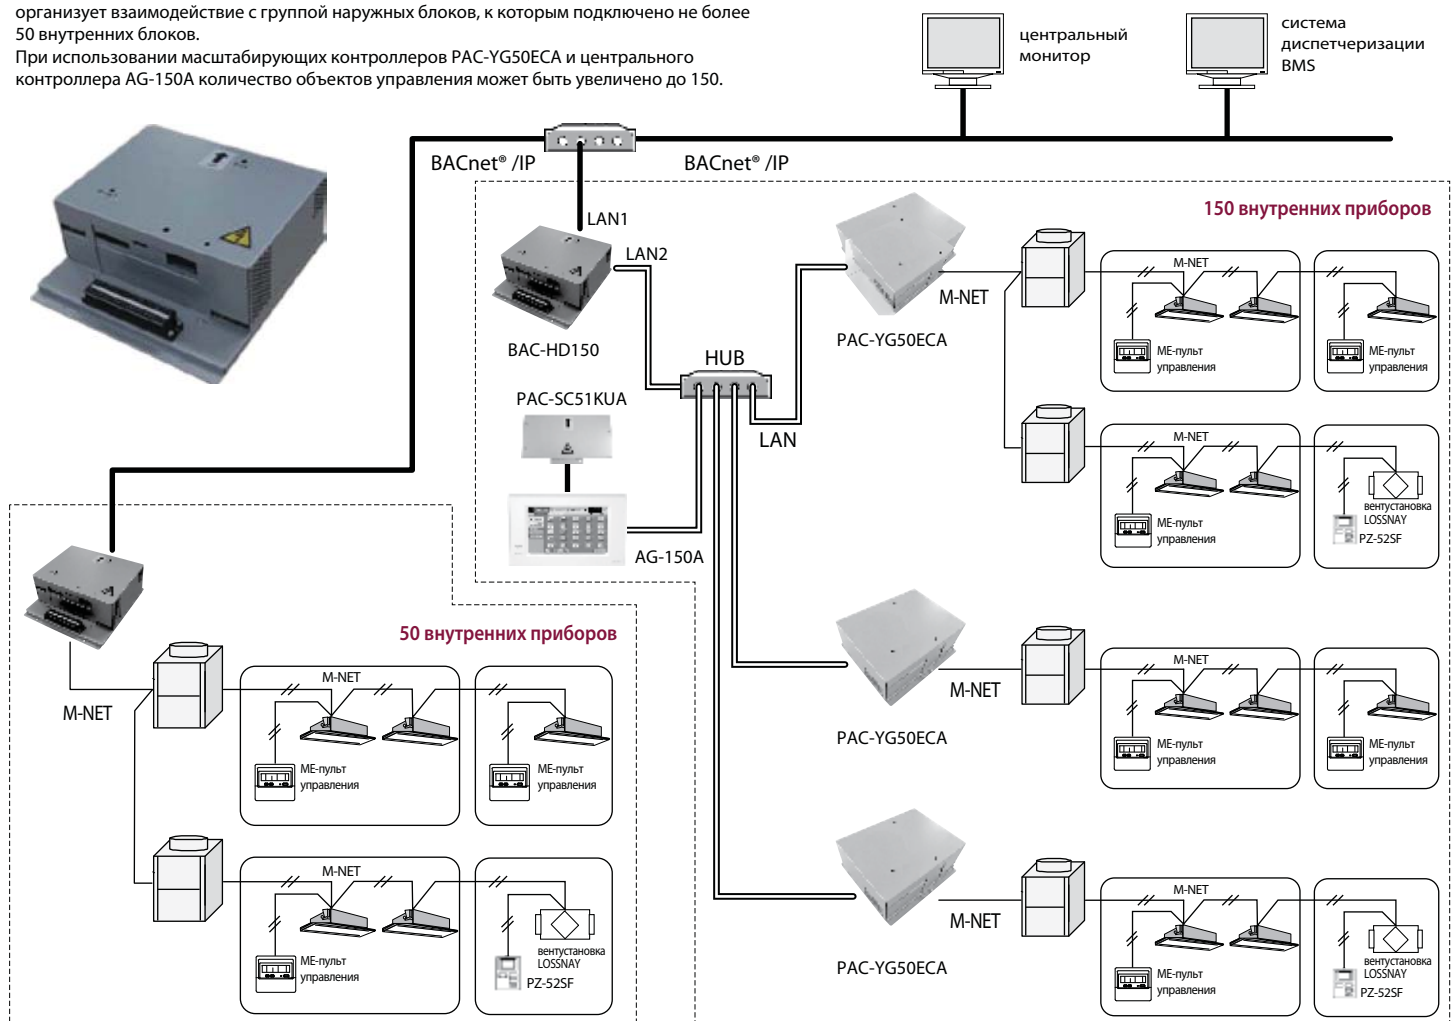 организует взаимодействие с группой наружных блоков, к которым подключено не более
50 внутренних блоков.
При использовании масштабирующих контроллеров PAC-YG50ECA и центрального
контроллера AG-150A количество объектов управления может быть увеличено до 150.
центральный
монитор
система
диспетчеризации
BMS
BACnet® /IP
BACnet® /IP
LAN1
LAN2
BAC-HD150
HUB
LAN
PAC-SC51KUA
AG-150A
150 внутренних приборов
PAC-YG50ECA
M-NET
M-NET
ME-пульт
управления
ME-пульт
управления
M-NET
ME-пульт
управления
вентустановка
LOSSNAY
PZ-52SF
PAC-YG50ECA
M-NET
M-NET
ME-пульт
управления
ME-пульт
управления
PAC-YG50ECA
M-NET
M-NET
ME-пульт
управления
вентустановка
LOSSNAY
PZ-52SF
50 внутренних приборов
M-NET
M-NET
ME-пульт
управления
ME-пульт
управления
M-NET
ME-пульт
управления
вентустановка
LOSSNAY
PZ-52SF